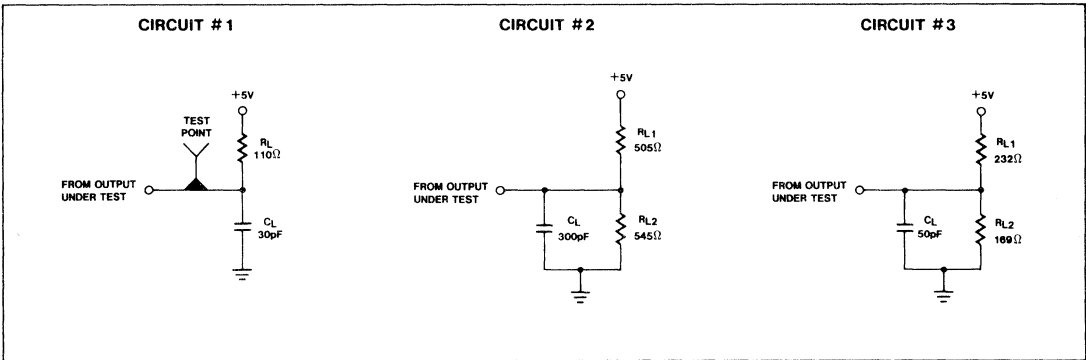 CIRCUIT #1
+5V
TEST
POINT
RL
110Ω
FROM OUTPUT
UNDER TEST
CL
30pF
CIRCUIT #2
+5V
RL1
505Ω
FROM OUTPUT
UNDER TEST
CL
300pF
RL2
545Ω
CIRCUIT #3
+5V
RL1
232Ω
FROM OUTPUT
UNDER TEST
CL
50pF
RL2
169Ω